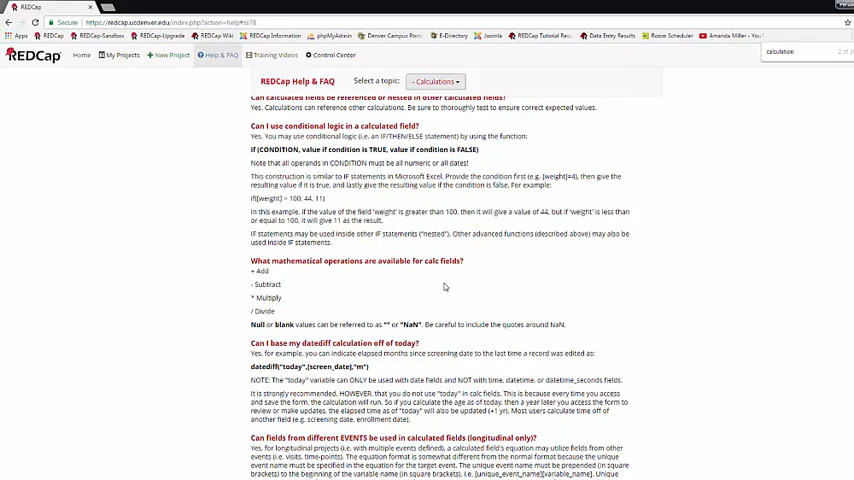 REDCap
Secure
https://redcap.ucdenver.edu/index.php?action=help#ss78
Apps
REDCap
REDCap-Sandbox
REDCap-Upgrade
REDCap Wiki
REDCap Information
phpMyAdmin
Denver Campus Por
E-Directory
Joomla
REDCap Tutorial Res
Data Entry Results
Room Scheduler
Amanda Miller - You
calculation
REDCap
Home
My Projects
New Project
Help & FAQ
Training Videos
Control Center
REDCap Help & FAQ
Select a topic:
- Calculations
Can calculated fields be referenced or nested in other calculated fields?
Yes. Calculations can reference other calculations. Be sure to thoroughly test to ensure correct expected values.
Can I use conditional logic in a calculated field?
Yes. You may use conditional logic (i.e. an IF/THEN/ELSE statement) by using the function:
if (CONDITION, value if condition is TRUE, value if condition is FALSE)
Note that all operands in CONDITION must be all numeric or all dates!
This construction is similar to IF statements in Microsoft Excel. Provide the condition first (e.g. [weight]=4), then give the
resulting value if it is true, and lastly give the resulting value if the condition is false. For example:
if([weight] > 100, 44, 11)
In this example, if the value of the field 'weight' is greater than 100, then it will give a value of 44, but if 'weight' is less than
or equal to 100, it will give 11 as the result.
IF statements may be used inside other IF statements ("nested"). Other advanced functions (described above) may also be
used inside IF statements.
What mathematical operations are available for calc fields?
+ Add
- Subtract
* Multiply
/ Divide
Null or blank values can be referred to as "" or "NaN". Be careful to include the quotes around NaN.
Can I base my datediff calculation off of today?
Yes, for example, you can indicate elapsed months since screening date to the last time a record was edited as:
datediff("today",[screen_date],"m")
NOTE: The "today" variable can ONLY be used with date fields and NOT with time, datetime, or datetime_seconds fields.
It is strongly recommended, HOWEVER, that you do not use "today" in calc fields. This is because every time you access
and save the form, the calculation will run. So if you calculate the age as of today, then a year later you access the form to
review or make updates, the elapsed time as of "today" will also be updated (+1 yr). Most users calculate time off of
another field (e.g. screening date, enrollment date).
Can fields from different EVENTS be used in calculated fields (longitudinal only)?
Yes, for longitudinal projects (i.e. with multiple events defined), a calculated field's equation may utilize fields from other
events (i.e. visits, time-points). The equation format is somewhat different from the normal format because the unique
event name must be specified in the equation for the target event. The unique event name must be prepended (in square
brackets) to the beginning of the variable name (in square brackets). i.e. [unique_event_name][variable_name]. Unique